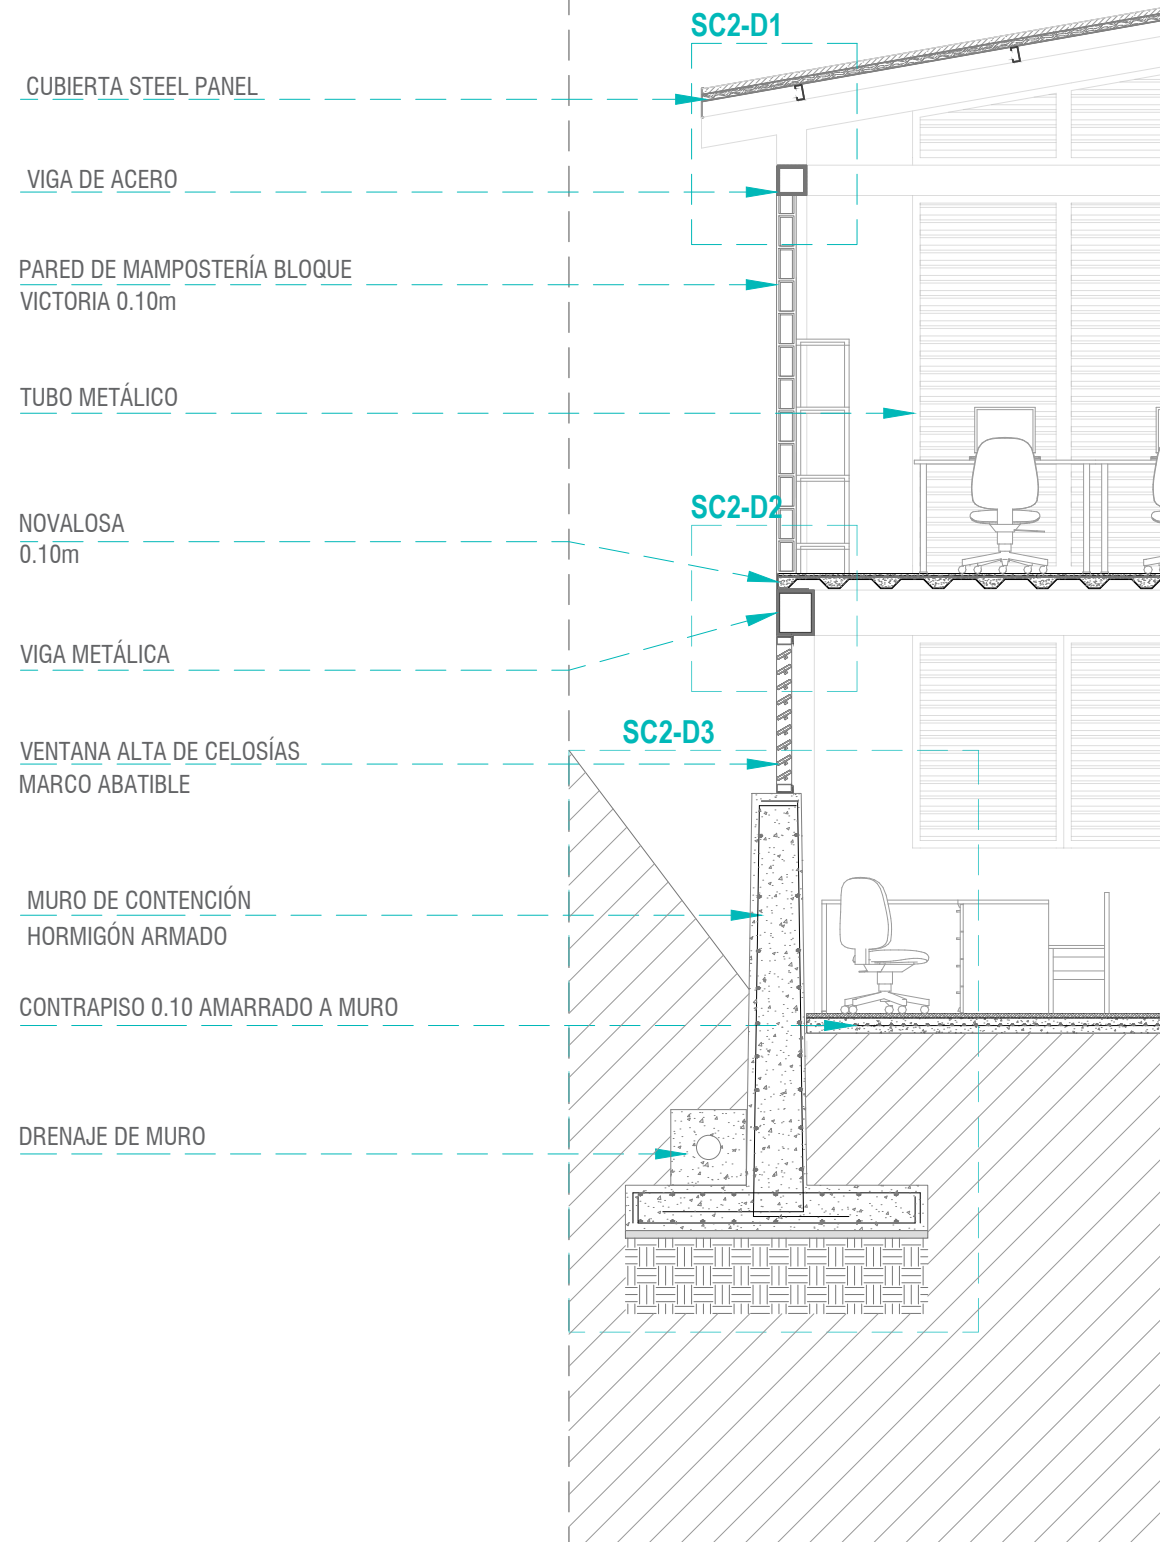 SC2-D1
CUBIERTA STEEL PANEL
VIGA DE ACERO
PARED DE MAMPOSTERÍA BLOQUE
VICTORIA 0.10m
TUBO METÁLICO
SC2-D2
NOVALOSA
0.10m
VIGA METÁLICA
SC2-D3
VENTANA ALTA DE CELOSÍAS
MARCO ABATIBLE
MURO DE CONTENCIÓN
HORMIGÓN ARMADO
CONTRAPISO 0.10 AMARRADO A MURO
DRENAJE DE MURO